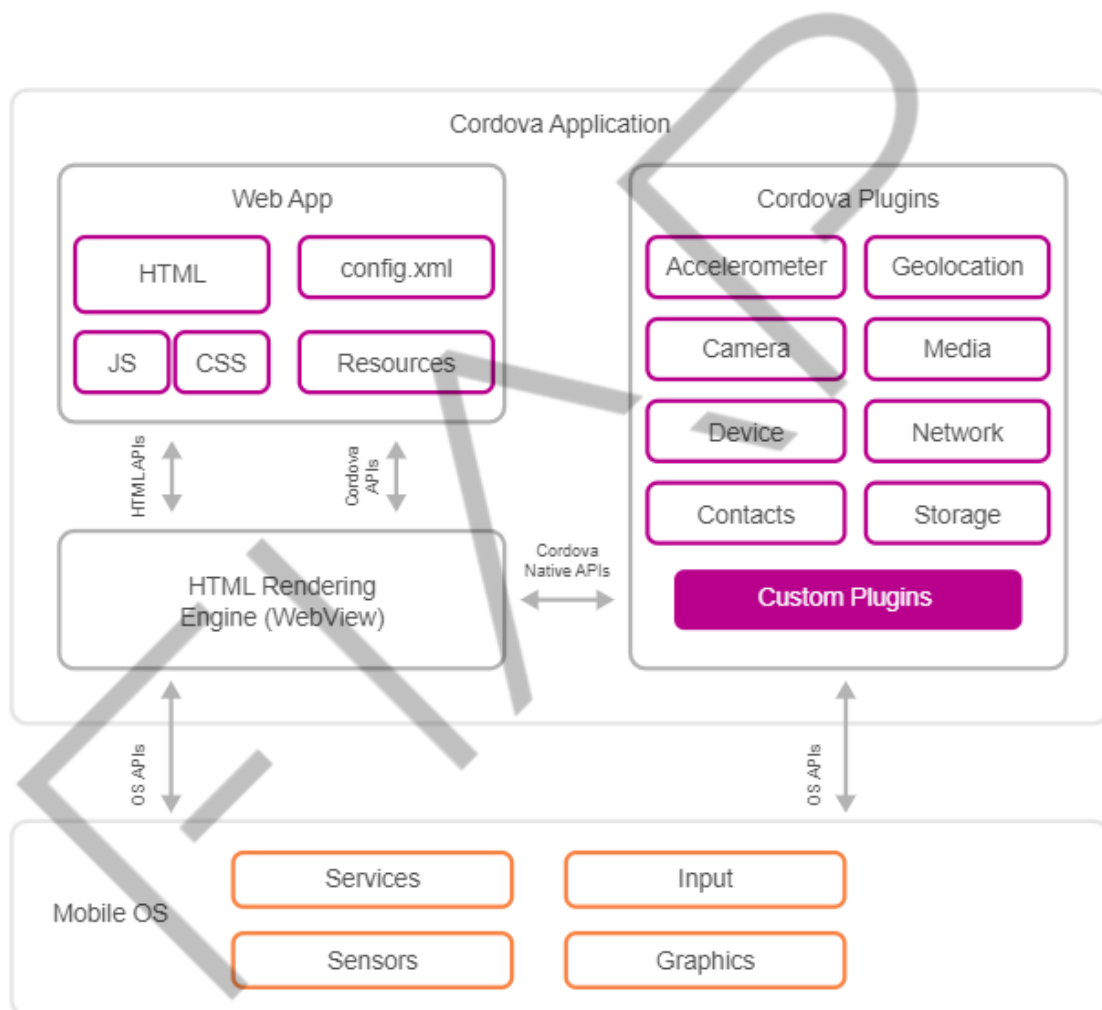 Cordova Application
Web App
HTML
config.xml
JS
CSS
Resources
HTML APIs
Cordova
APIs
HTML Rendering
Engine (WebView)
Cordova
Native APIs
Cordova Plugins
Accelerometer
Geolocation
Camera
Media
Device
Network
Contacts
Storage
Custom Plugins
OS APIs
OS APIs
Mobile OS
Services
Input
Sensors
Graphics